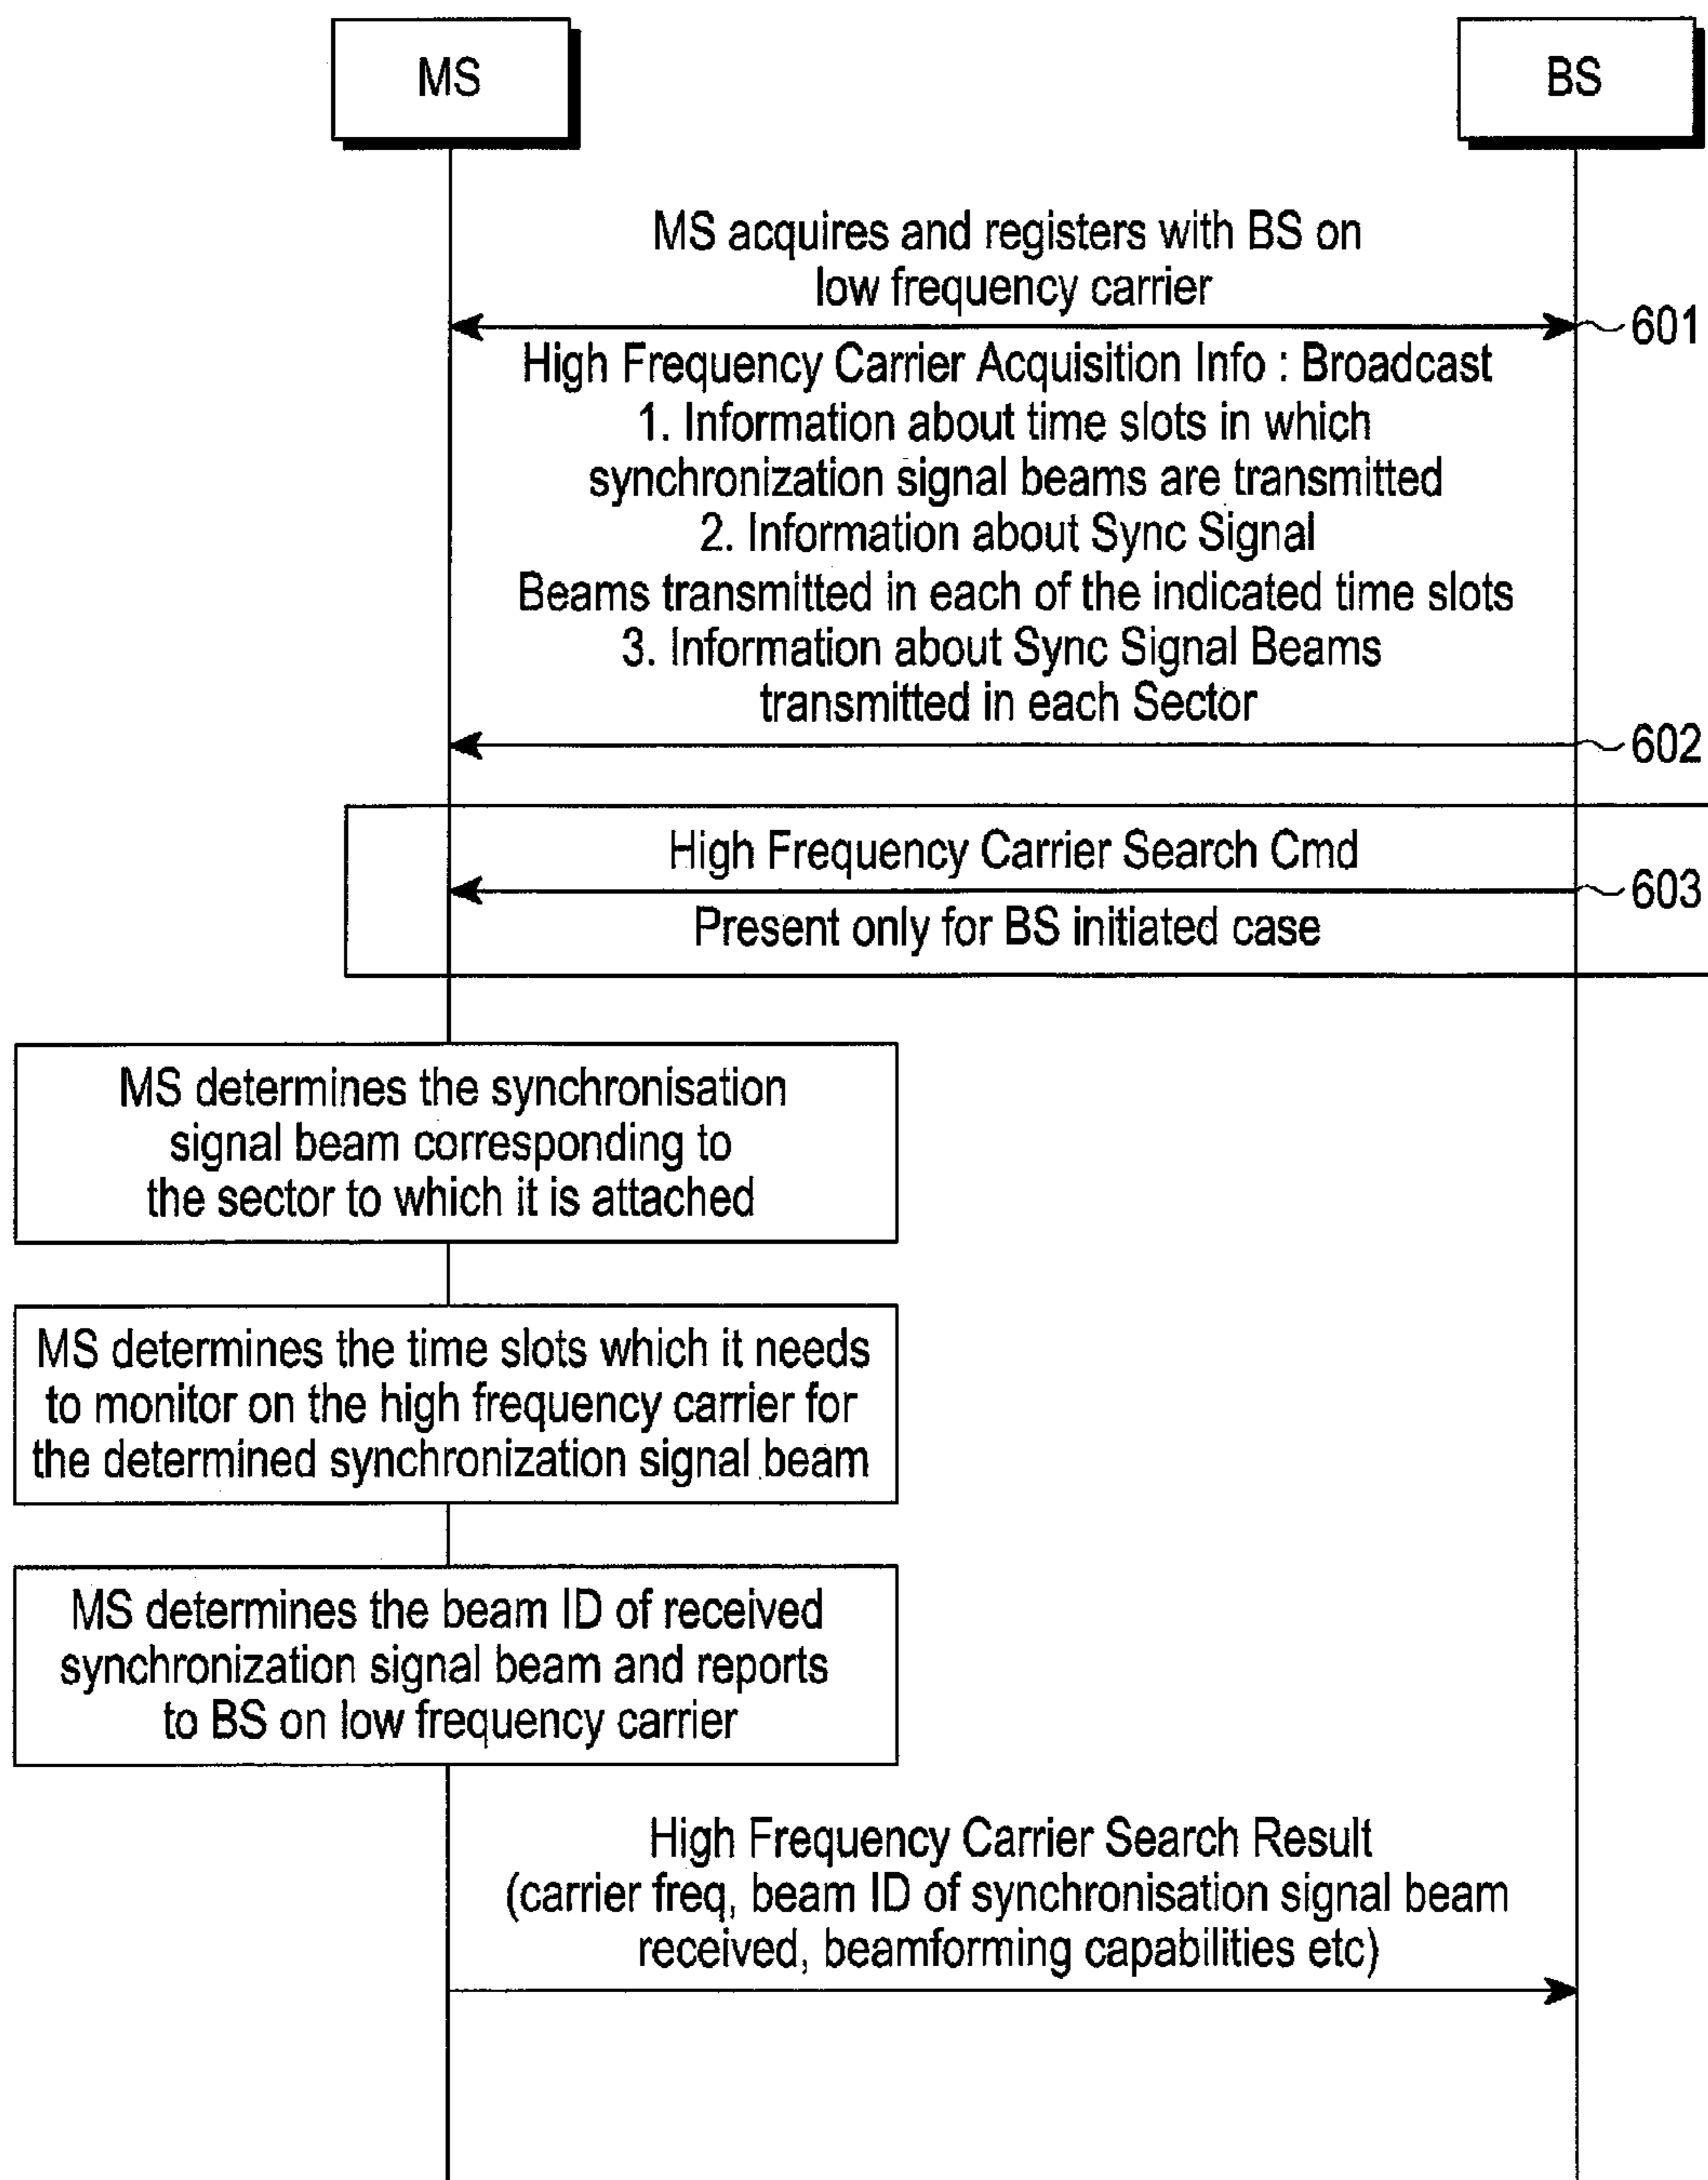 MS
BS
MS acquires and registers with BS on
low frequency carrier
601
High Frequency Carrier Acquisition Info : Broadcast
1. Information about time slots in which
synchronization signal beams are transmitted
2. Information about Sync Signal
Beams transmitted in each of the indicated time slots
3. Information about Sync Signal Beams
transmitted in each Sector
602
High Frequency Carrier Search Cmd
603
Present only for BS initiated case
MS determines the synchronisation
signal beam corresponding to
the sector to which it is attached
MS determines the time slots which it needs
to monitor on the high frequency carrier for
the determined synchronization signal beam
MS determines the beam ID of received
synchronization signal beam and reports
to BS on low frequency carrier
High Frequency Carrier Search Result
(carrier freq, beam ID of synchronisation signal beam
received, beamforming capabilities etc)